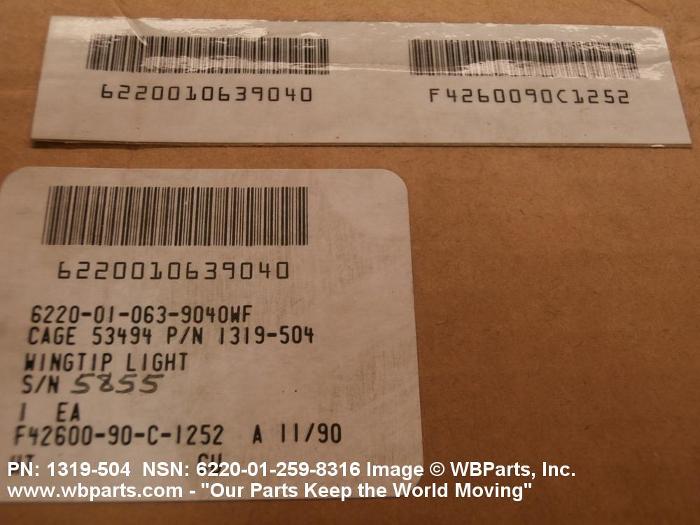 6220010639040 F4260090C1252
6220010639040
6220-01-063-9040WF
CAGE 53494 P/N 1319-504
WINGTIP LIGHT
S/N 5855
1 EA
F42600-90-C-1252 A 11/90
PN: 1319-504 NSN: 6220-01-259-8316 Image © WBParts, Inc.
www.wbparts.com - "Our Parts Keep the World Moving"